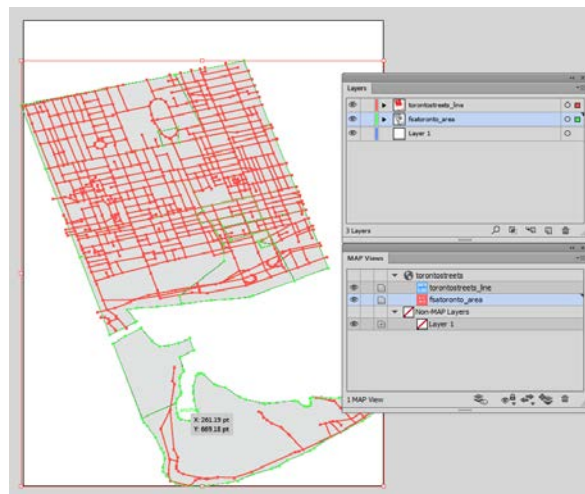 Layers
torontostreets_line
fsatoronto_area
Layer 1
3 Layers
MAP Views
torontostreets
torontostreets_line
fsatoronto_area
Non-MAP Layers
Layer 1
1 MAP View
X: 261.19 pt
Y: 669.18 pt